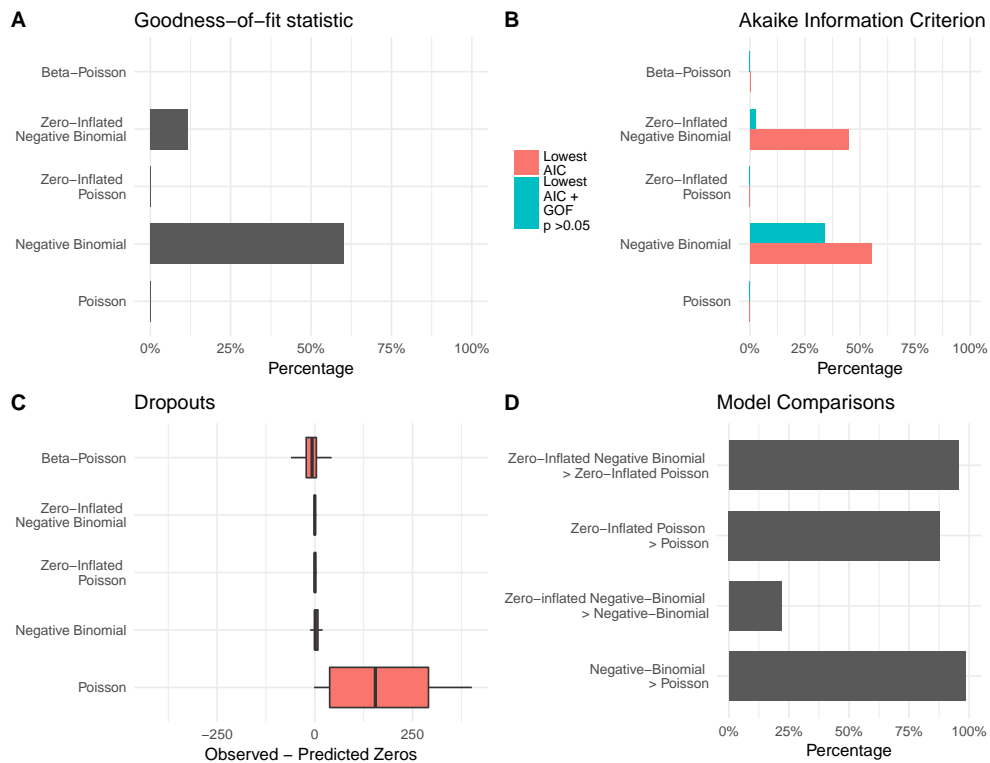 A
Goodness−of−fit statistic
Beta−Poisson
Zero−Inflated
Negative Binomial
Zero−Inflated
Poisson
Negative Binomial
Poisson
0%
25%
50%
75%
100%
Percentage
B
Akaike Information Criterion
Lowest
AIC
Lowest
AIC +
GOF
p >0.05
Beta−Poisson
Zero−Inflated
Negative Binomial
Zero−Inflated
Poisson
Negative Binomial
Poisson
0%
25%
50%
75%
100%
Percentage
C
Dropouts
Beta−Poisson
Zero−Inflated
Negative Binomial
Zero−Inflated
Poisson
Negative Binomial
Poisson
−250
0
250
Observed − Predicted Zeros
D
Model Comparisons
Zero−Inflated Negative Binomial
> Zero−Inflated Poisson
Zero−Inflated Poisson
> Poisson
Zero−inflated Negative−Binomial
> Negative−Binomial
Negative−Binomial
> Poisson
0%
25%
50%
75%
100%
Percentage